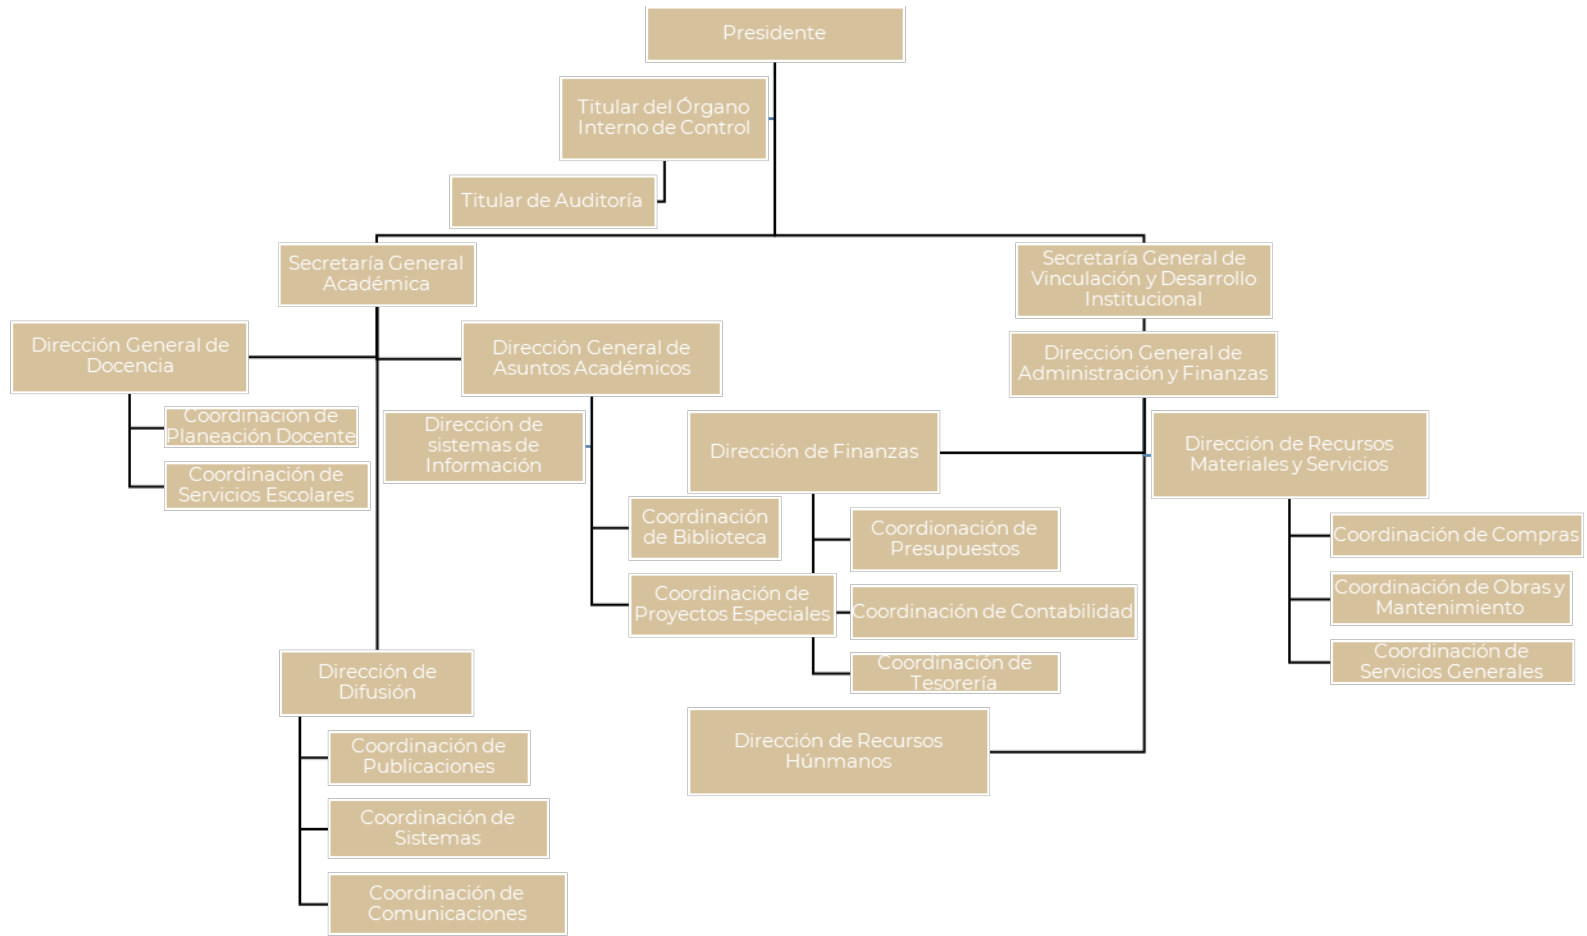 Presidente
Titular del Órgano
Interno de Control
Titular de Auditoría
Secretaría General
Académica
Secretaría General de
Vinculación y Desarrollo
Institucional
Dirección General de
Docencia
Dirección General de
Asuntos Académicos
Dirección General de
Administración y Finanzas
Coordinación de
Planeación Docente
Coordinación de
Servicios Escolares
Dirección de
sistemas de
Información
Dirección de Finanzas
Dirección de Recursos
Materiales y Servicios
Coordinación
de Biblioteca
Coordinación de
Proyectos Especiales
Coordionación de
Presupuestos
Coordinación de Contabilidad
Coordinación de
Tesorería
Coordinación de Compras
Coordinación de Obras y
Mantenimiento
Coordinación de
Servicios Generales
Dirección de
Difusión
Dirección de Recursos
Húnmanos
Coordinación de
Publicaciones
Coordinación de
Sistemas
Coordinación de
Comunicaciones